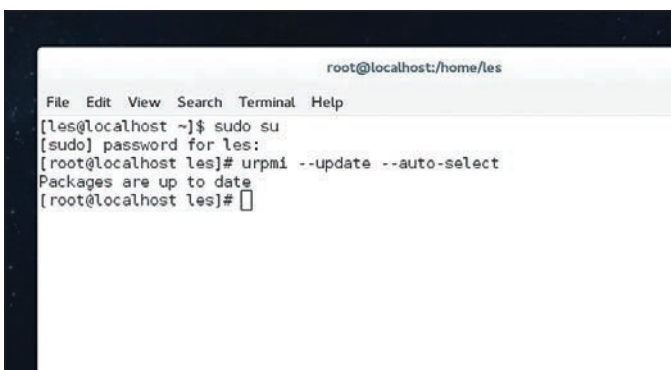 root@localhost:/home/les
File Edit View Search Terminal Help
[les@localhost ~]$ sudo su
[sudo] password for les:
[root@localhost les]# urpmi --update --auto-select
Packages are up to date
[root@localhost les]#